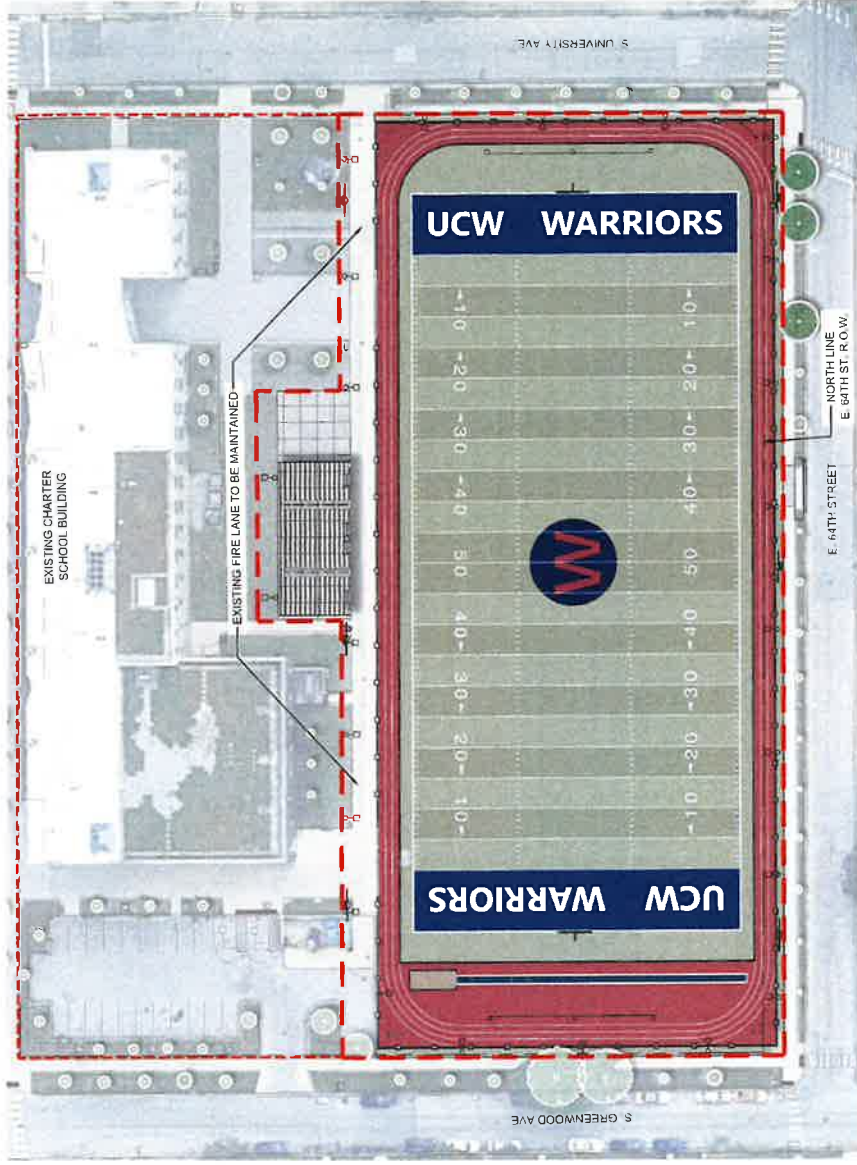 S. UNIVERSITY AVE
EXISTING CHARTER
SCHOOL BUILDING
EXISTING FIRE LANE TO BE MAINTAINED
UCW WARRIORS
10 20 30 40 50 40 30 20 10
W
10 20 30 40 50 40 30 20 10
UCW WARRIORS
NORTH LINE
E. 64TH ST. R.O.W.
E. 64TH STREET
S. GREENWOOD AVE